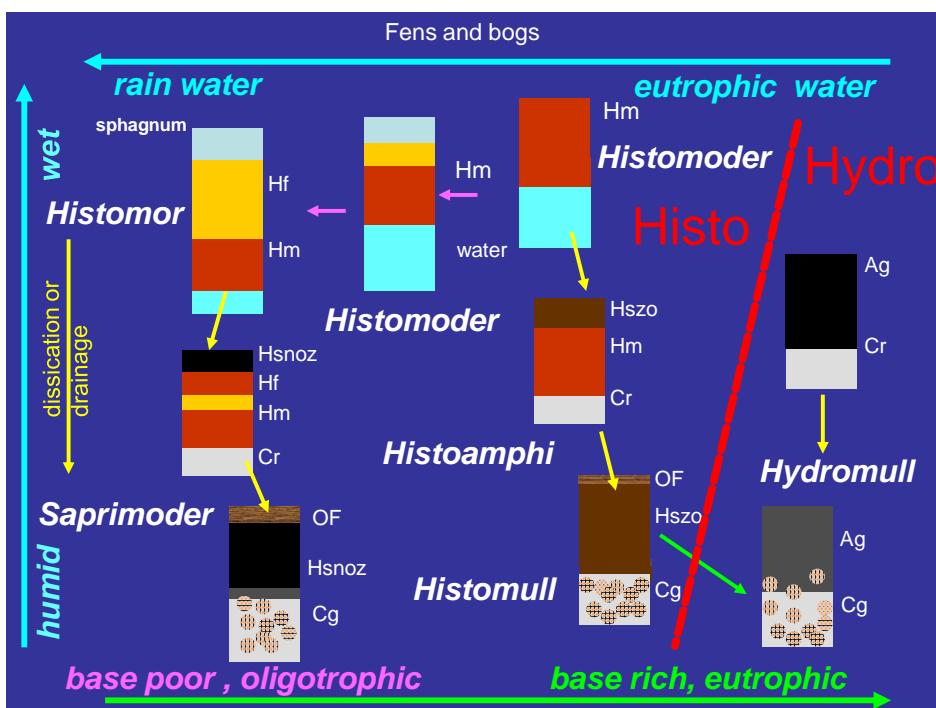 Fens and bogs
rain water
eutrophic water
sphagnum
wet
Hm
Histomoder
Hydro
Hf
Hm
Histomor
Histo
Hm
water
Ag
Histomoder
Hszo
Hm
Cr
Cr
dissication or
drainage
Hsnoz
Hf
Hm
Cr
Histoamphi
Hydromull
OF
Hszo
Saprimoder
OF
Ag
Hsnoz
Histomull
Cg
Cg
Cg
humid
base poor , oligotrophic
base rich, eutrophic